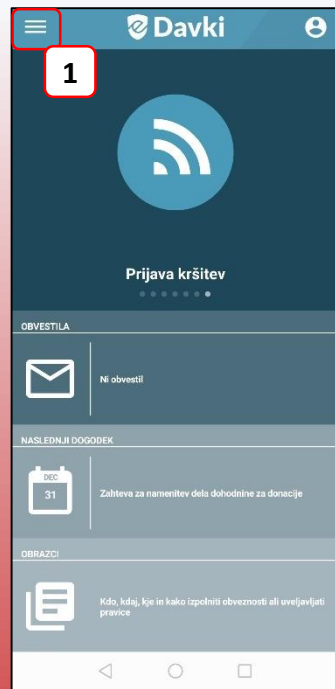 eDavki
1
Prijava kršitev
OBVESTILA
Ni obvestil
NASLEDNJI DOGODEK
DEC
31
Zahteva za namenitev dela dohodnine za donacije
OBRAZCI
Kdo, kdaj, kje in kako izpolniti obveznosti ali uveljavljati
pravice